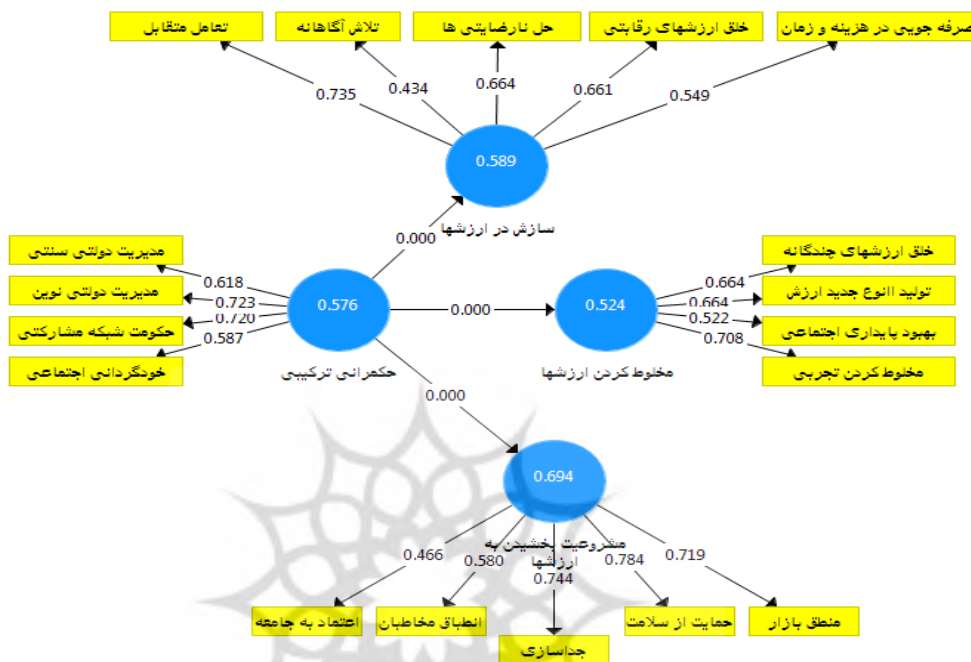 تعامل متقابل
تلاش آگاهانه
حل نارضایتی ها
خلق ارزشهای رقابتی
صرفه جویی در هزینه و زمان
0.735
0.434
0.664
0.661
0.549
0.589
سازش در ارزشها
0.000
مدیریت دولتی سنتی
مدیریت دولتی نوین
حکومت شبکه مشارکتی
خودگردانی اجتماعی
0.618
0.723
0.720
0.587
0.576
حکمرانی ترکیبی
0.000
0.524
مخلوط کردن ارزشها
0.664
0.664
0.522
0.708
خلق ارزشهای چندگانه
تولید اانوع جدید ارزش
بهبود پایداری اجتماعی
مخلوط کردن تجربی
0.000
0.694
مشروعیت بخشیدن به
ارزشها
0.466
0.580
0.744
0.784
0.719
اعتماد به جامعه
انطباق مخاطبان
جداسازی
حمایت از سلامت
منطق بازار